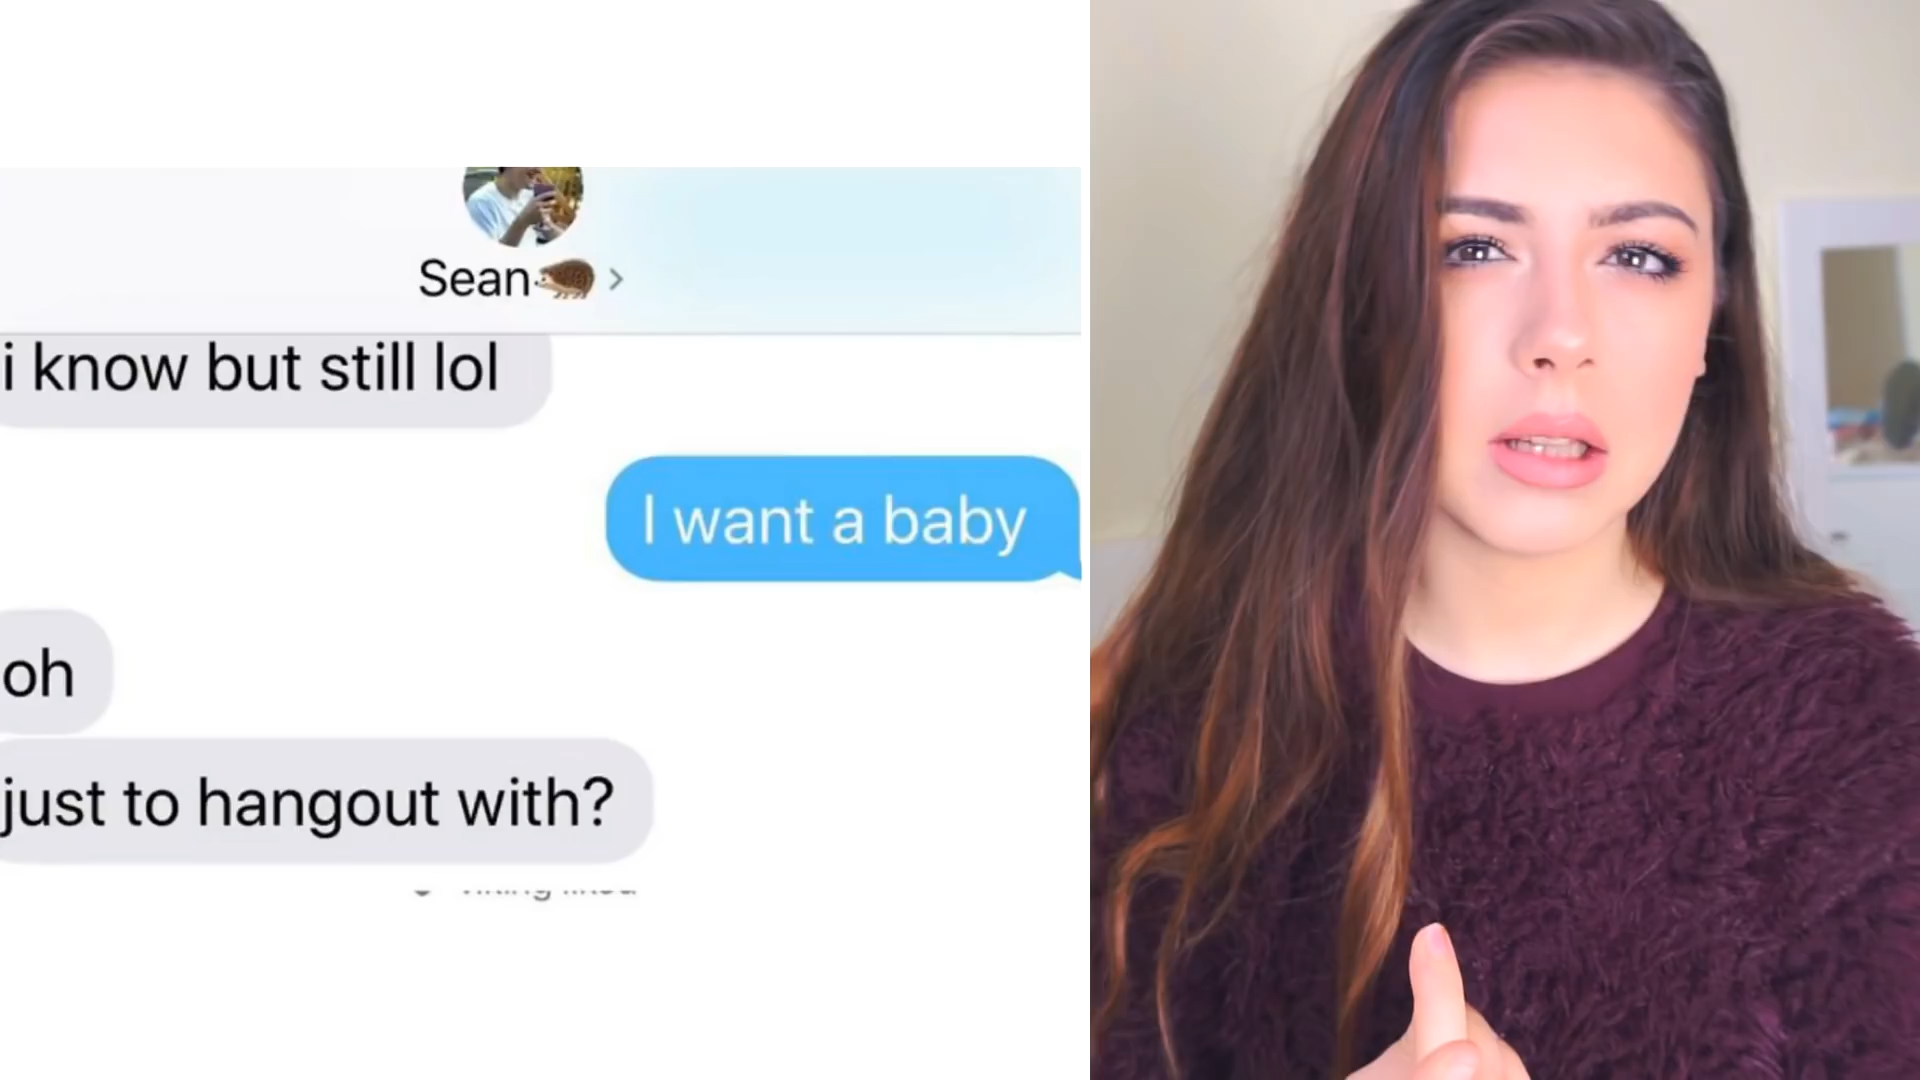 Sean🦔 >
i know but still lol
I want a baby
oh
just to hangout with?